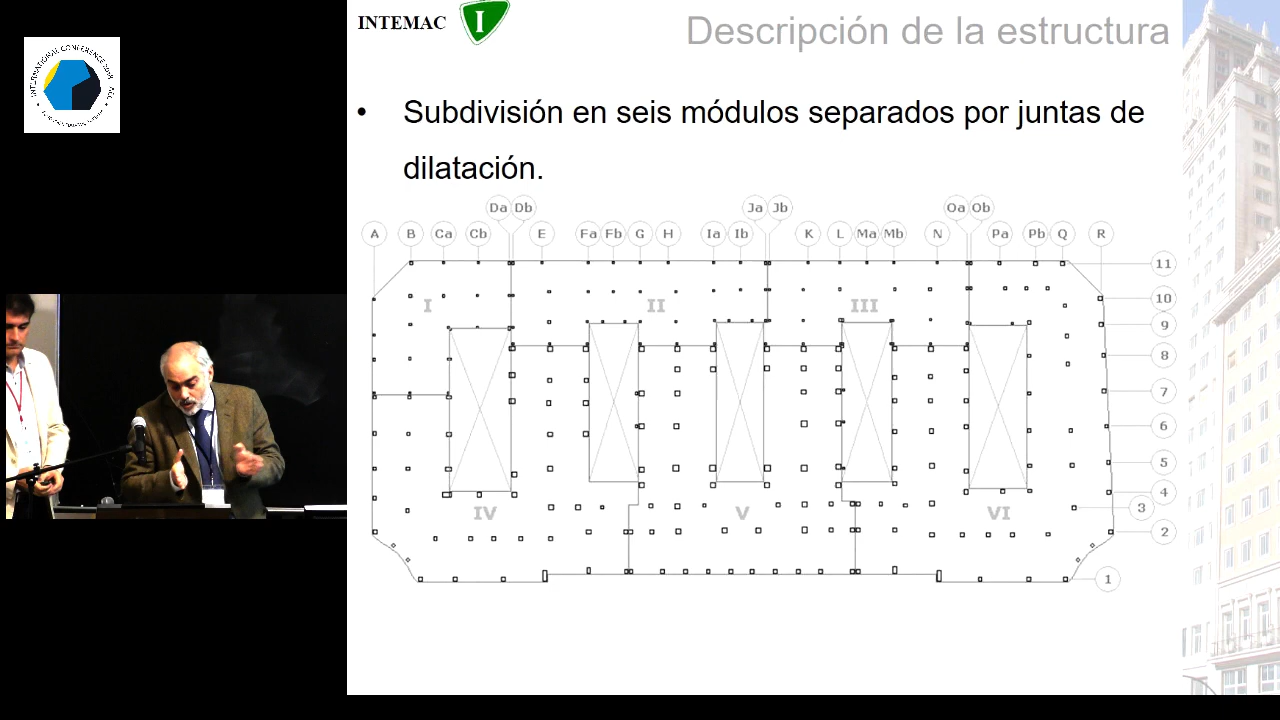 INTEMAC
I
Descripción de la estructura
INTERNATIONAL CONFERENCE
• Subdivisión en seis módulos separados por juntas de
dilatación.
Da Db Ja Jb Oa Ob
A B Ca Cb E Fa Fb G H Ia Ib K L Ma Mb N Pa Pb Q R
11
10
I II III
9
8
7
6
5
4
3
IV V VI
2
1